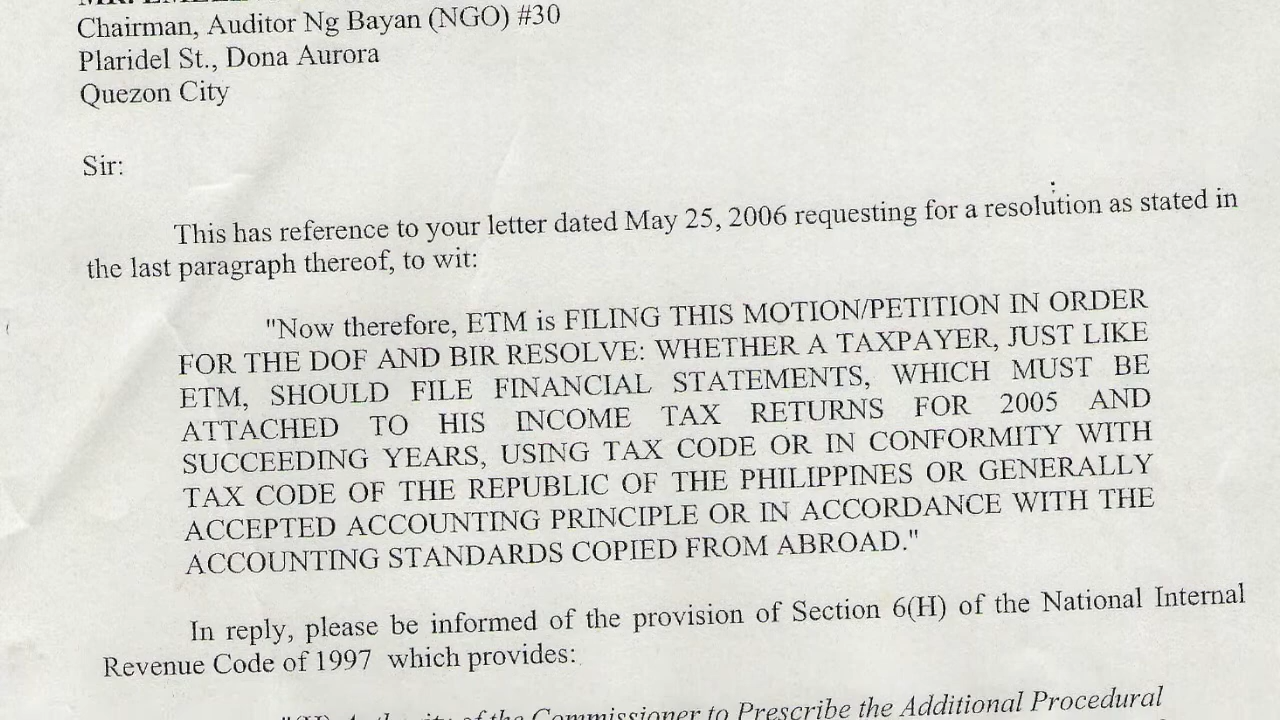 Chairman, Auditor Ng Bayan (NGO) #30
Plaridel St., Dona Aurora
Quezon City
Sir:
This has reference to your letter dated May 25, 2006 requesting for a resolution as stated in
the last paragraph thereof, to wit:
"Now therefore, ETM is FILING THIS MOTION/PETITION IN ORDER
FOR THE DOF AND BIR RESOLVE: WHETHER A TAXPAYER, JUST LIKE
ETM, SHOULD FILE FINANCIAL STATEMENTS, WHICH MUST BE
ATTACHED TO HIS INCOME TAX RETURNS FOR 2005 AND
SUCCEEDING YEARS, USING TAX CODE OR IN CONFORMITY WITH
TAX CODE OF THE REPUBLIC OF THE PHILIPPINES OR GENERALLY
ACCEPTED ACCOUNTING PRINCIPLE OR IN ACCORDANCE WITH THE
ACCOUNTING STANDARDS COPIED FROM ABROAD."
In reply, please be informed of the provision of Section 6(H) of the National Internal
Revenue Code of 1997 which provides:
"(H) Authority of the Commissioner to Prescribe the Additional Procedural